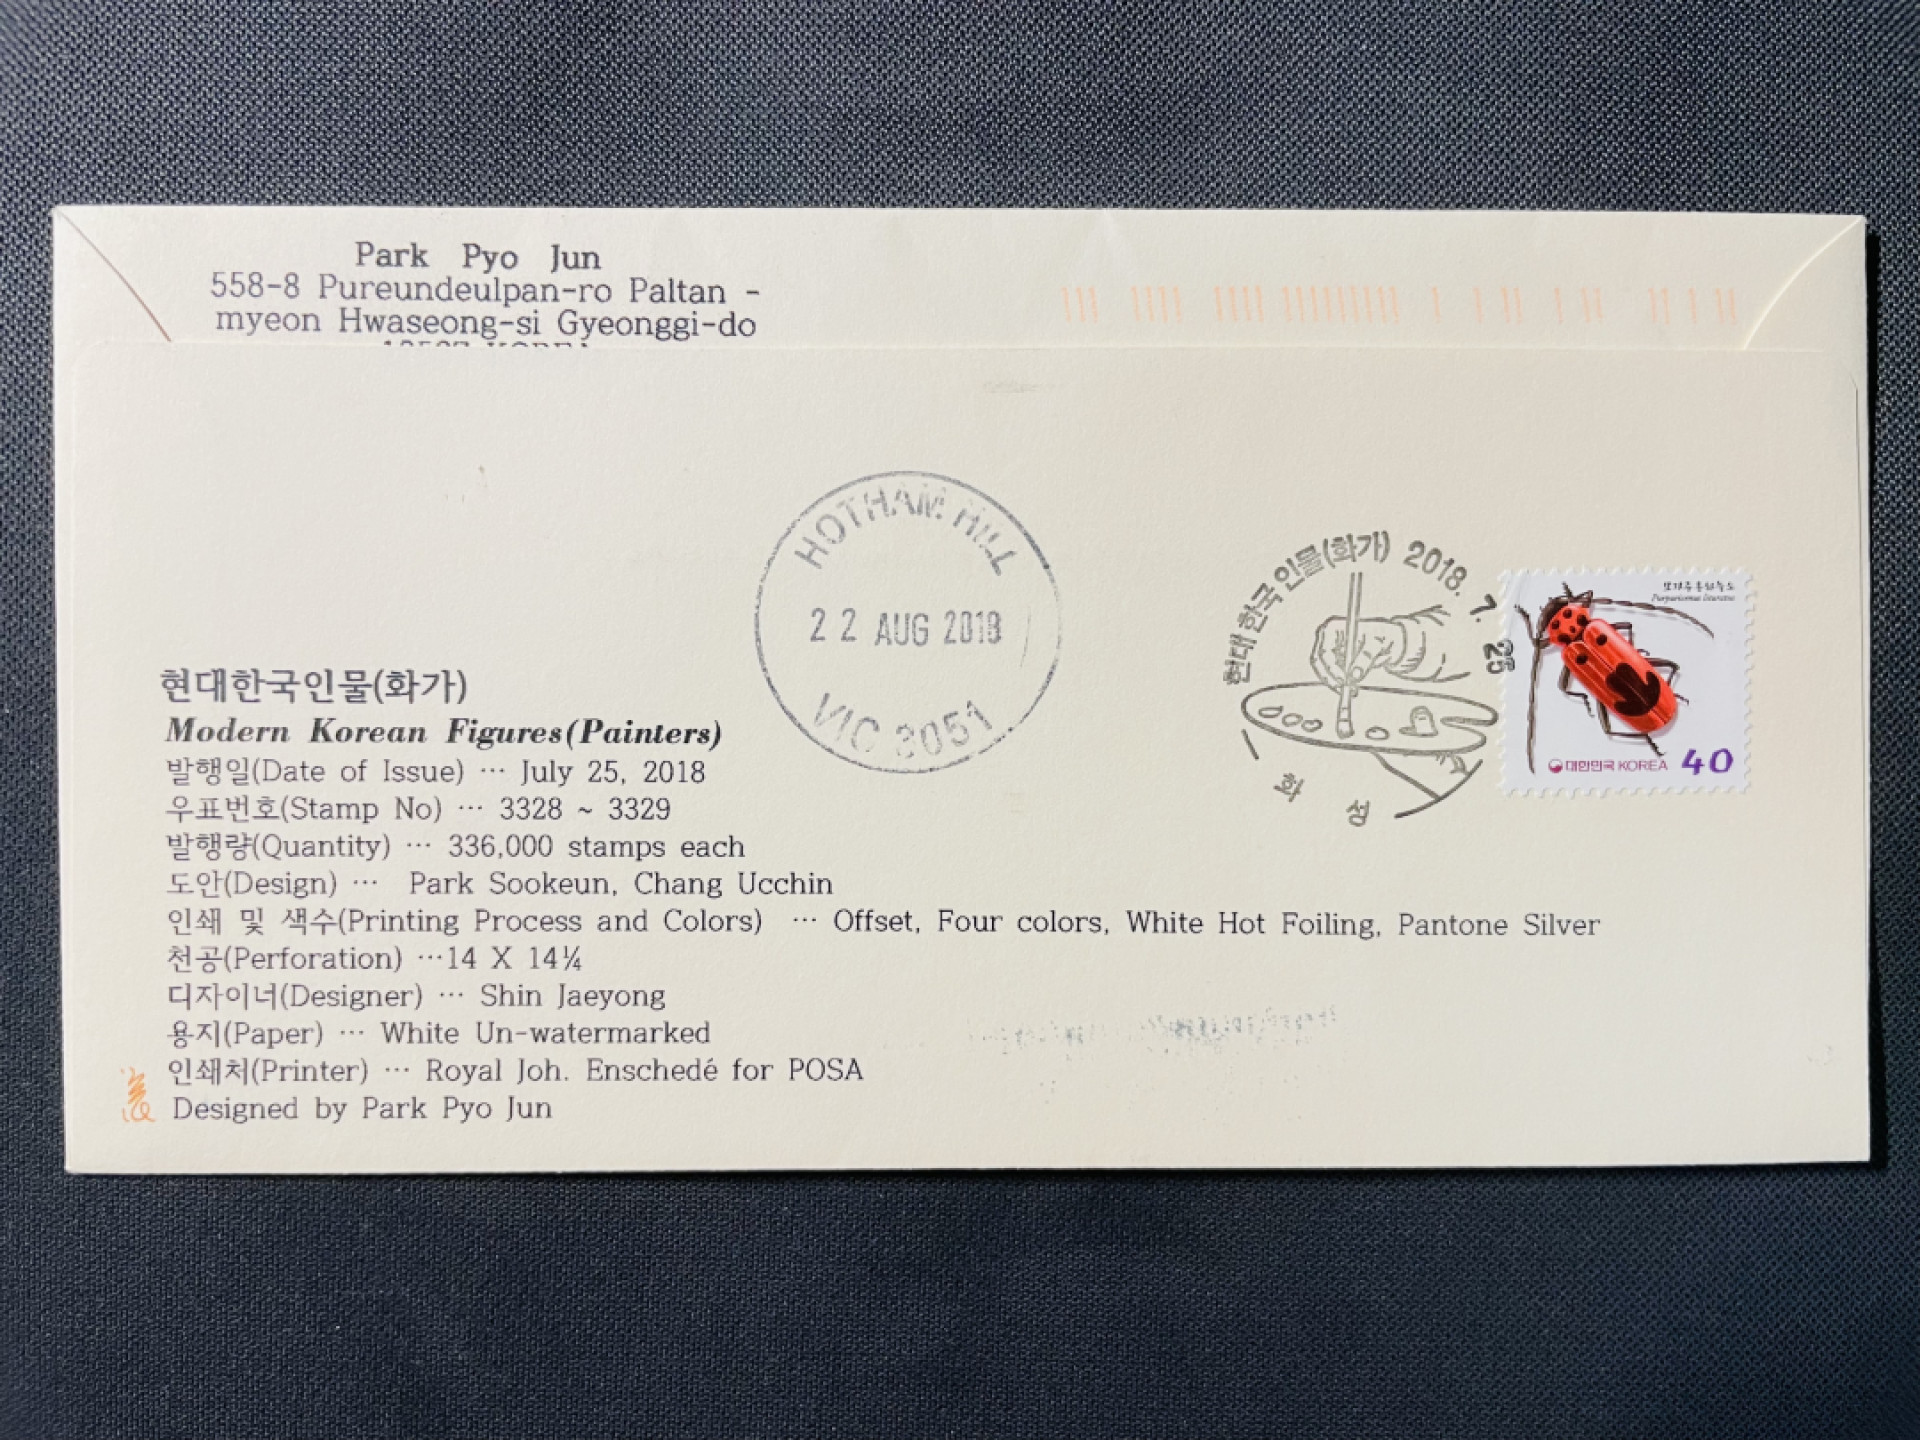 Park Pyo Jun
558-8 Pureundeulpan-ro Paltan -
myeon Hwaseong-si Gyeonggi-do
KOREA
HOTHAM HILL
22 AUG 2018
VIC 3051
현대한국인물(화가) 2018. 7. 25
화 성
Purpuricenus lituratus
대한민국 KOREA 40
현대한국인물(화가)
Modern Korean Figures(Painters)
발행일(Date of Issue) ··· July 25, 2018
우표번호(Stamp No) ··· 3328 ~ 3329
발행량(Quantity) ··· 336,000 stamps each
도안(Design) ··· Park Sookeun, Chang Ucchin
인쇄 및 색수(Printing Process and Colors) ··· Offset, Four colors, White Hot Foiling, Pantone Silver
천공(Perforation) ···14 X 14¼
디자이너(Designer) ··· Shin Jaeyong
용지(Paper) ··· White Un-watermarked
인쇄처(Printer) ··· Royal Joh. Enschedé for POSA
Designed by Park Pyo Jun